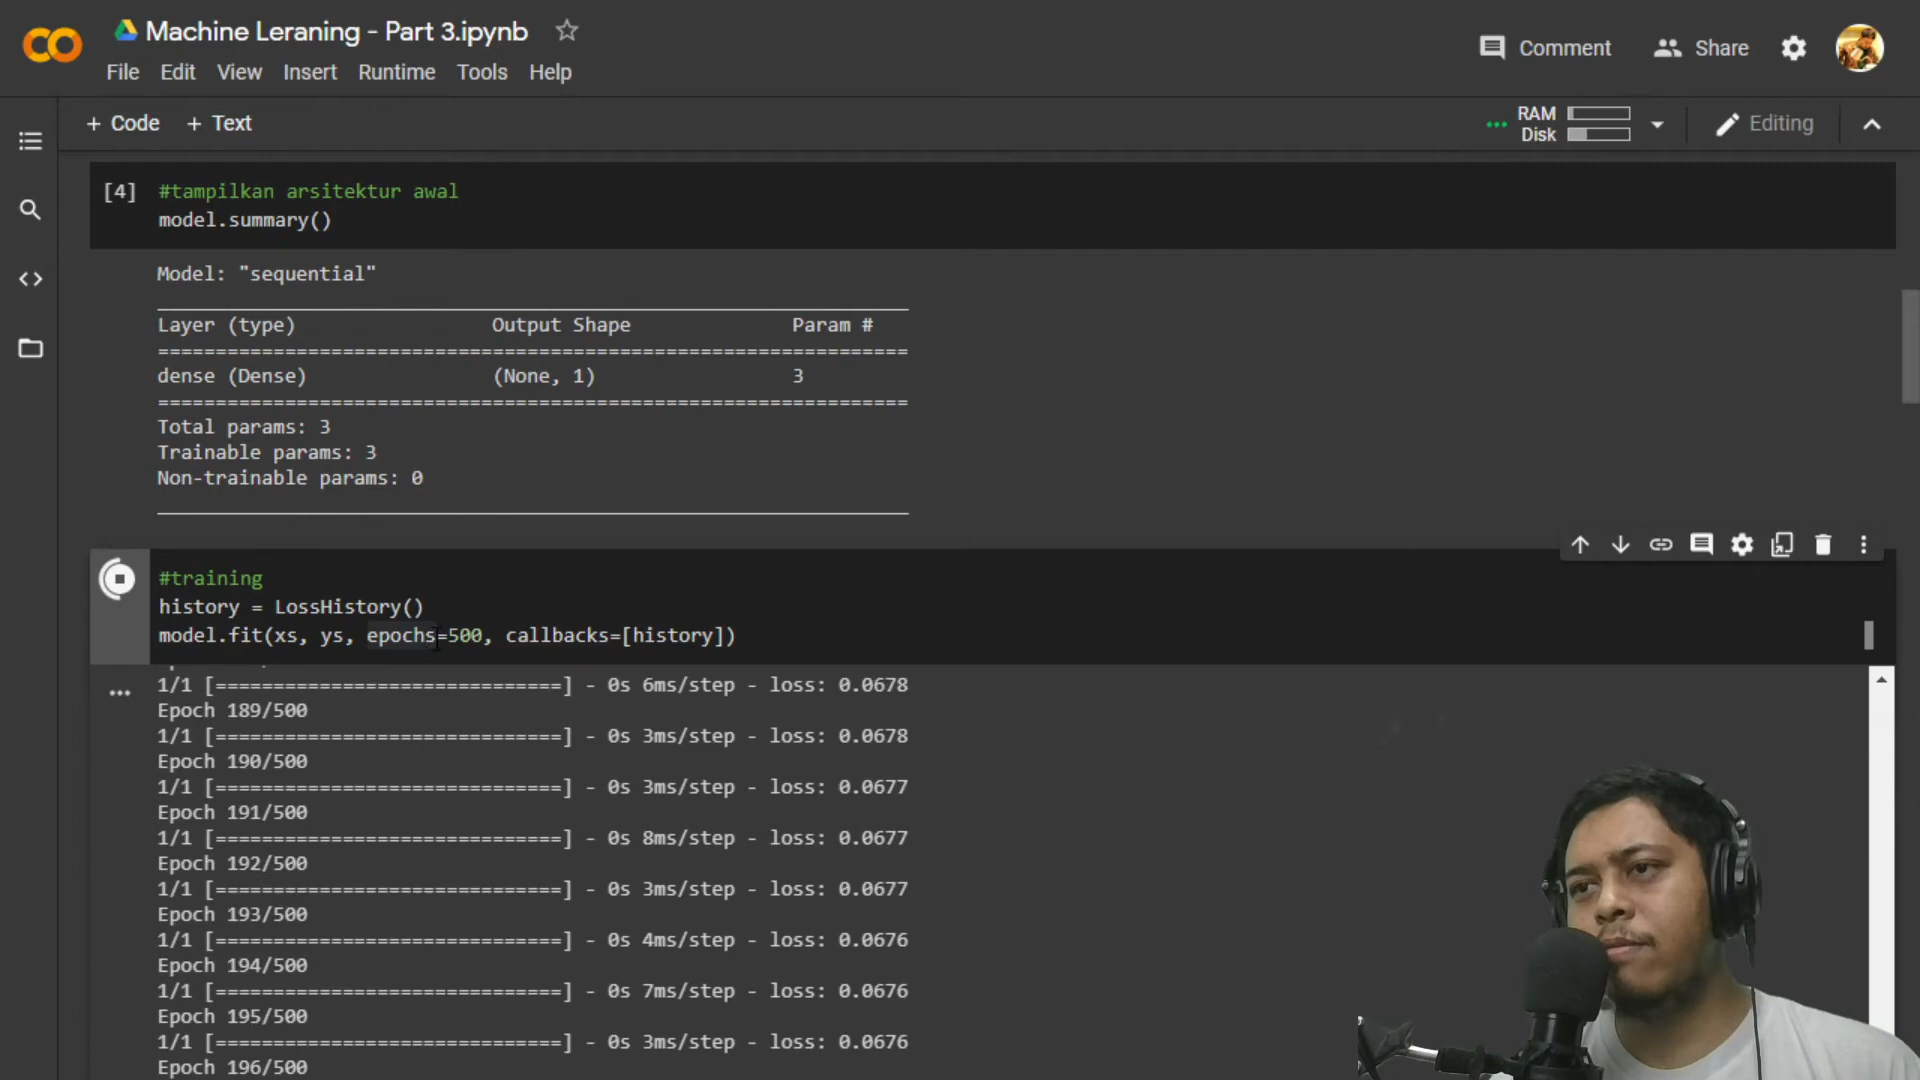 Machine Leraning - Part 3.ipynb
Comment
Share
File Edit View Insert Runtime Tools Help
+ Code + Text
RAM
Disk
Editing
[4] #tampilkan arsitektur awal
model.summary()
Model: "sequential"
Layer (type) Output Shape Param #
=================================================================
dense (Dense) (None, 1) 3
=================================================================
Total params: 3
Trainable params: 3
Non-trainable params: 0
#training
history = LossHistory()
model.fit(xs, ys, epochs=500, callbacks=[history])
1/1 [==============================] - 0s 6ms/step - loss: 0.0678
Epoch 189/500
1/1 [==============================] - 0s 3ms/step - loss: 0.0678
Epoch 190/500
1/1 [==============================] - 0s 3ms/step - loss: 0.0677
Epoch 191/500
1/1 [==============================] - 0s 8ms/step - loss: 0.0677
Epoch 192/500
1/1 [==============================] - 0s 3ms/step - loss: 0.0677
Epoch 193/500
1/1 [==============================] - 0s 4ms/step - loss: 0.0676
Epoch 194/500
1/1 [==============================] - 0s 7ms/step - loss: 0.0676
Epoch 195/500
1/1 [==============================] - 0s 3ms/step - loss: 0.0676
Epoch 196/500